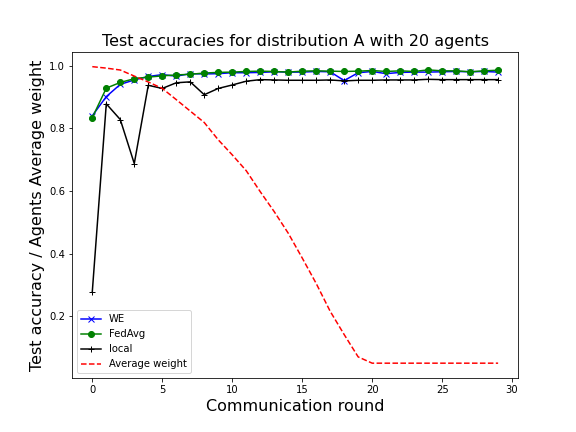 Test accuracies for distribution A with 20 agents
Test accuracy / Agents Average weight
1.0
0.8
0.6
0.4
0.2
WE
FedAvg
local
Average weight
0 5 10 15 20 25 30
Communication round